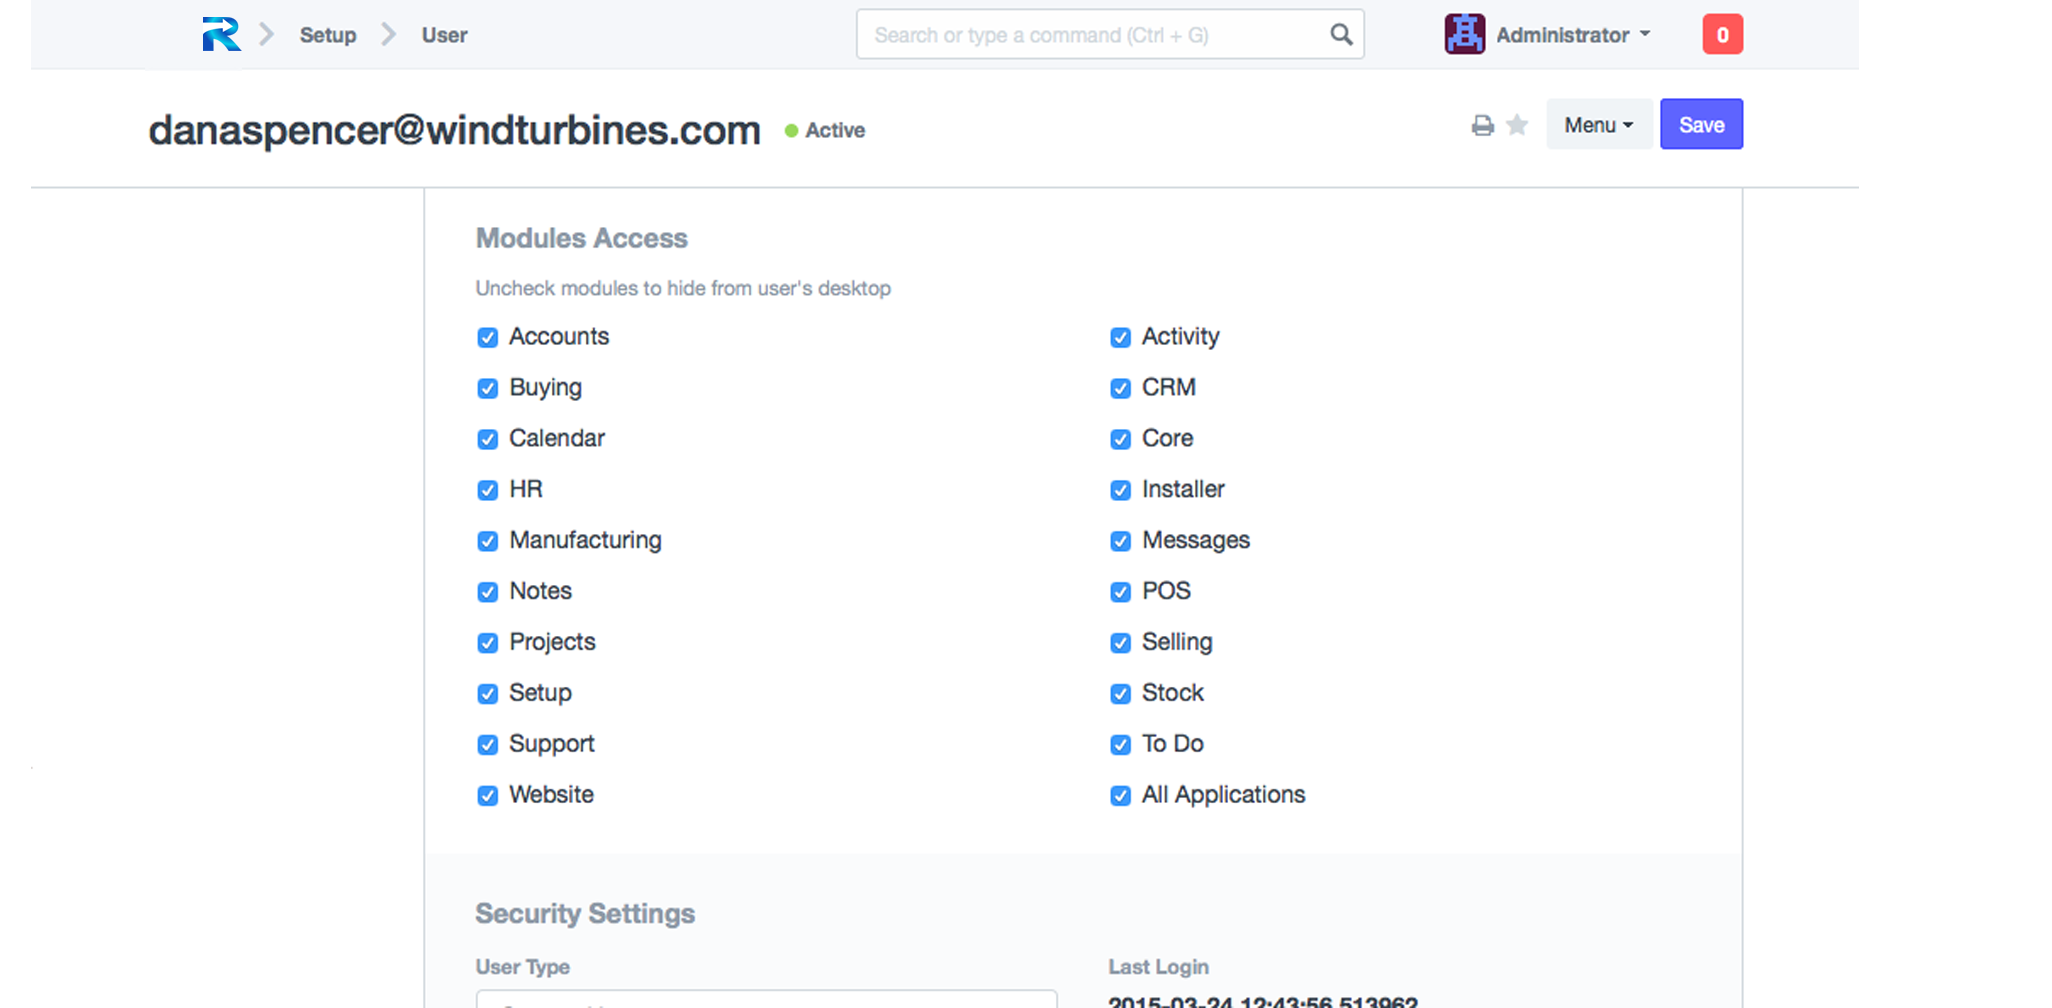 Setup User Search or type a command (Ctrl + G) Administrator 0
danaspencer@windturbines.com Active Menu Save
Modules Access
Uncheck modules to hide from user's desktop
Accounts Activity
Buying CRM
Calendar Core
HR Installer
Manufacturing Messages
Notes POS
Projects Selling
Setup Stock
Support To Do
Website All Applications
Security Settings
User Type Last Login
2015-03-24 12:43:56.513962